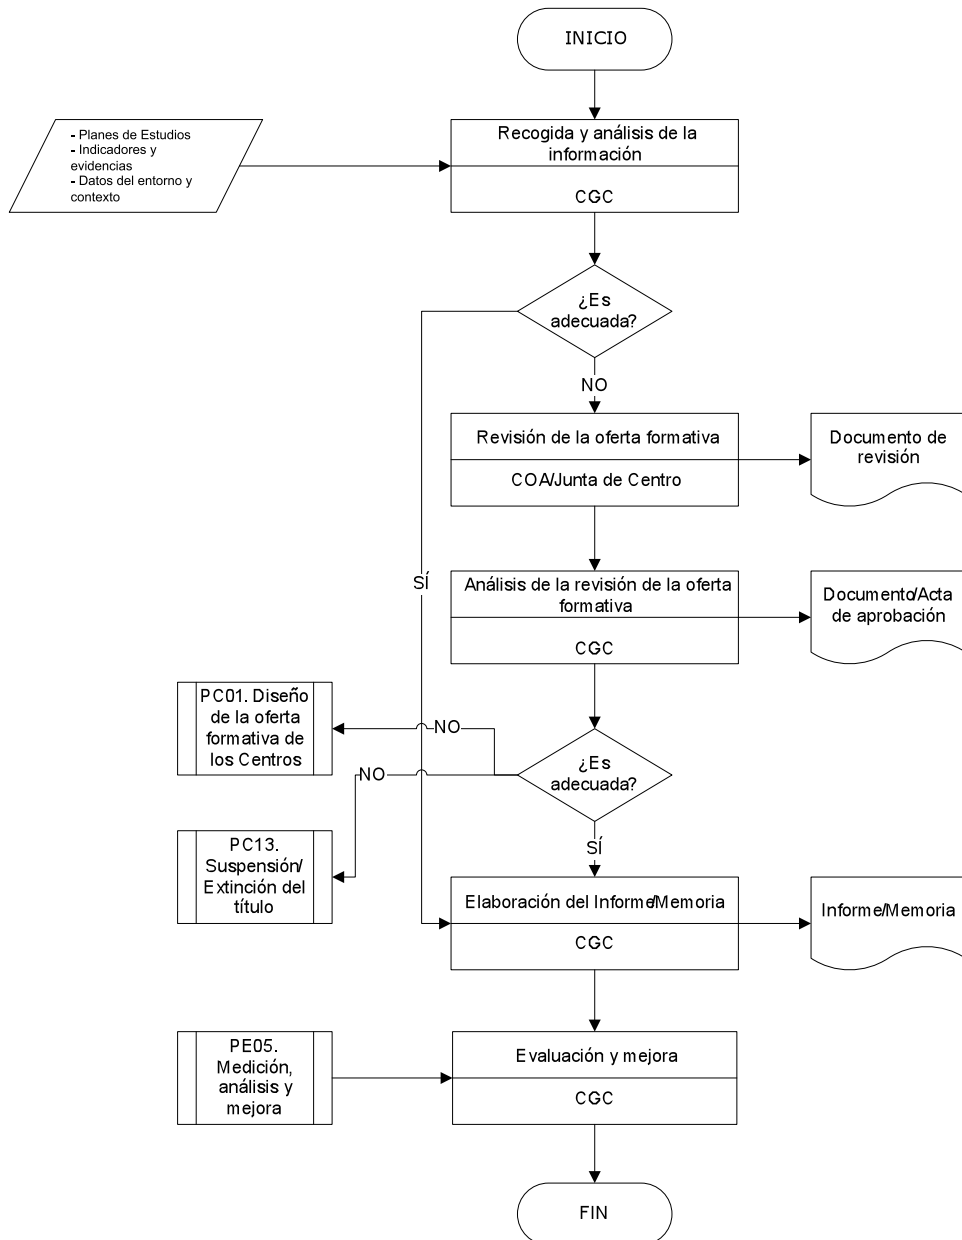 INICIO
- Planes de Estudios
- Indicadores y
evidencias
- Datos del entorno y
contexto
Recogida y análisis de la
información
CGC
¿Es
adecuada?
NO
Revisión de la oferta formativa
COA/Junta de Centro
Documento de
revisión
SÍ
Análisis de la revisión de la oferta
formativa
CGC
Documento/Acta
de aprobación
PC01. Diseño
de la oferta
formativa de
los Centros
NO
¿Es
adecuada?
NO
SÍ
PC13.
Suspensión/
Extinción del
título
Elaboración del Informe/Memoria
CGC
Informe/Memoria
PE05.
Medición,
análisis y
mejora
Evaluación y mejora
CGC
FIN